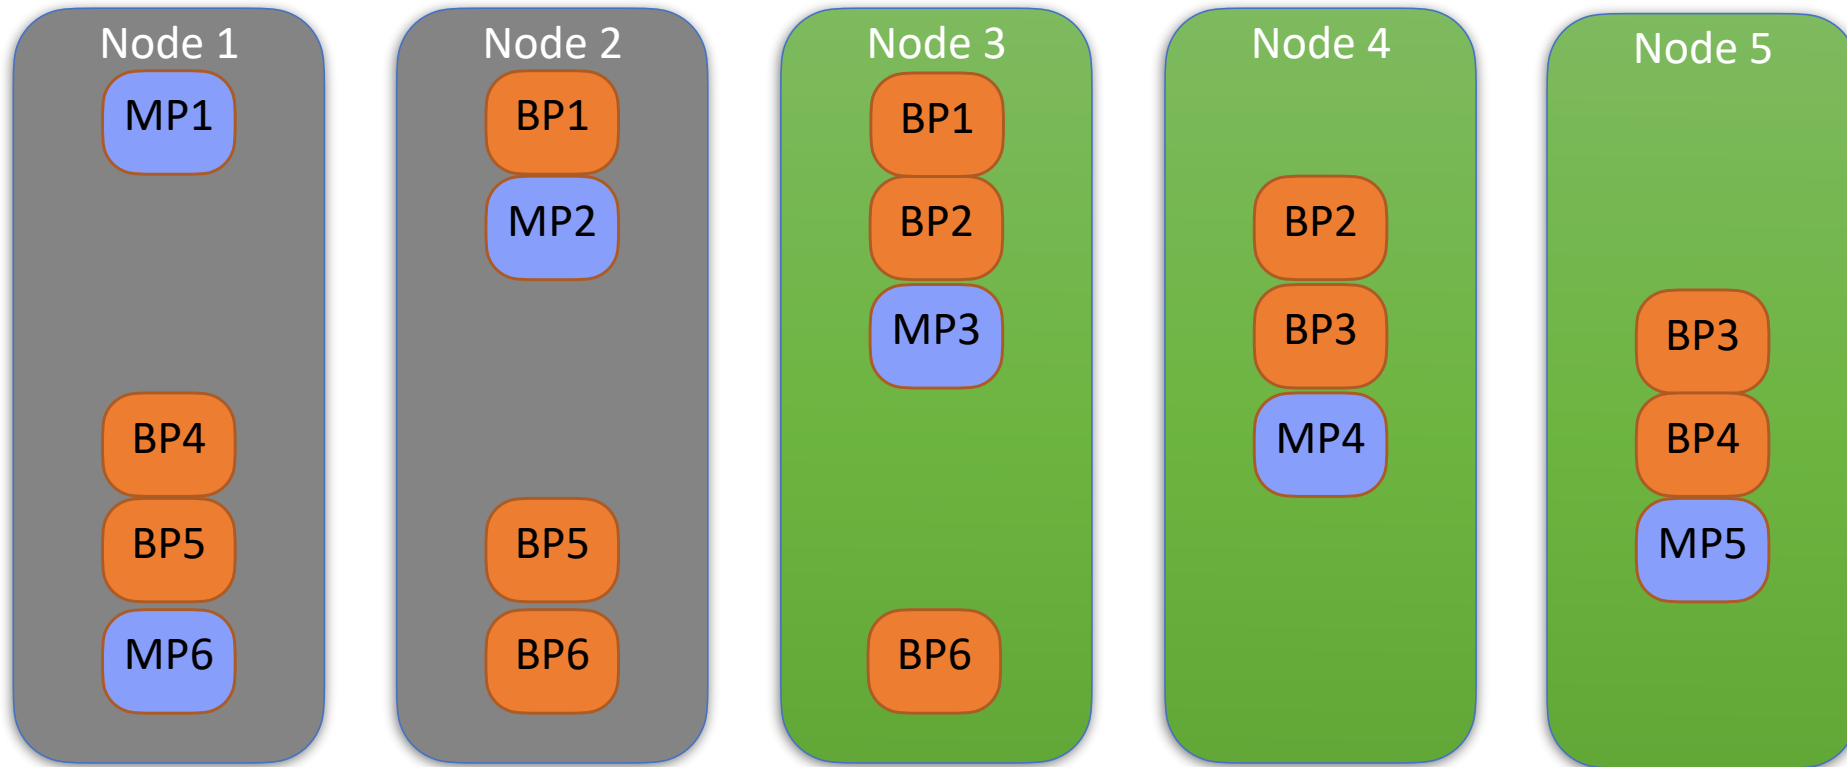 Node 1
MP1
BP4
BP5
MP6
Node 2
BP1
MP2
BP5
BP6
Node 3
BP1
BP2
MP3
BP6
Node 4
BP2
BP3
MP4
Node 5
BP3
BP4
MP5